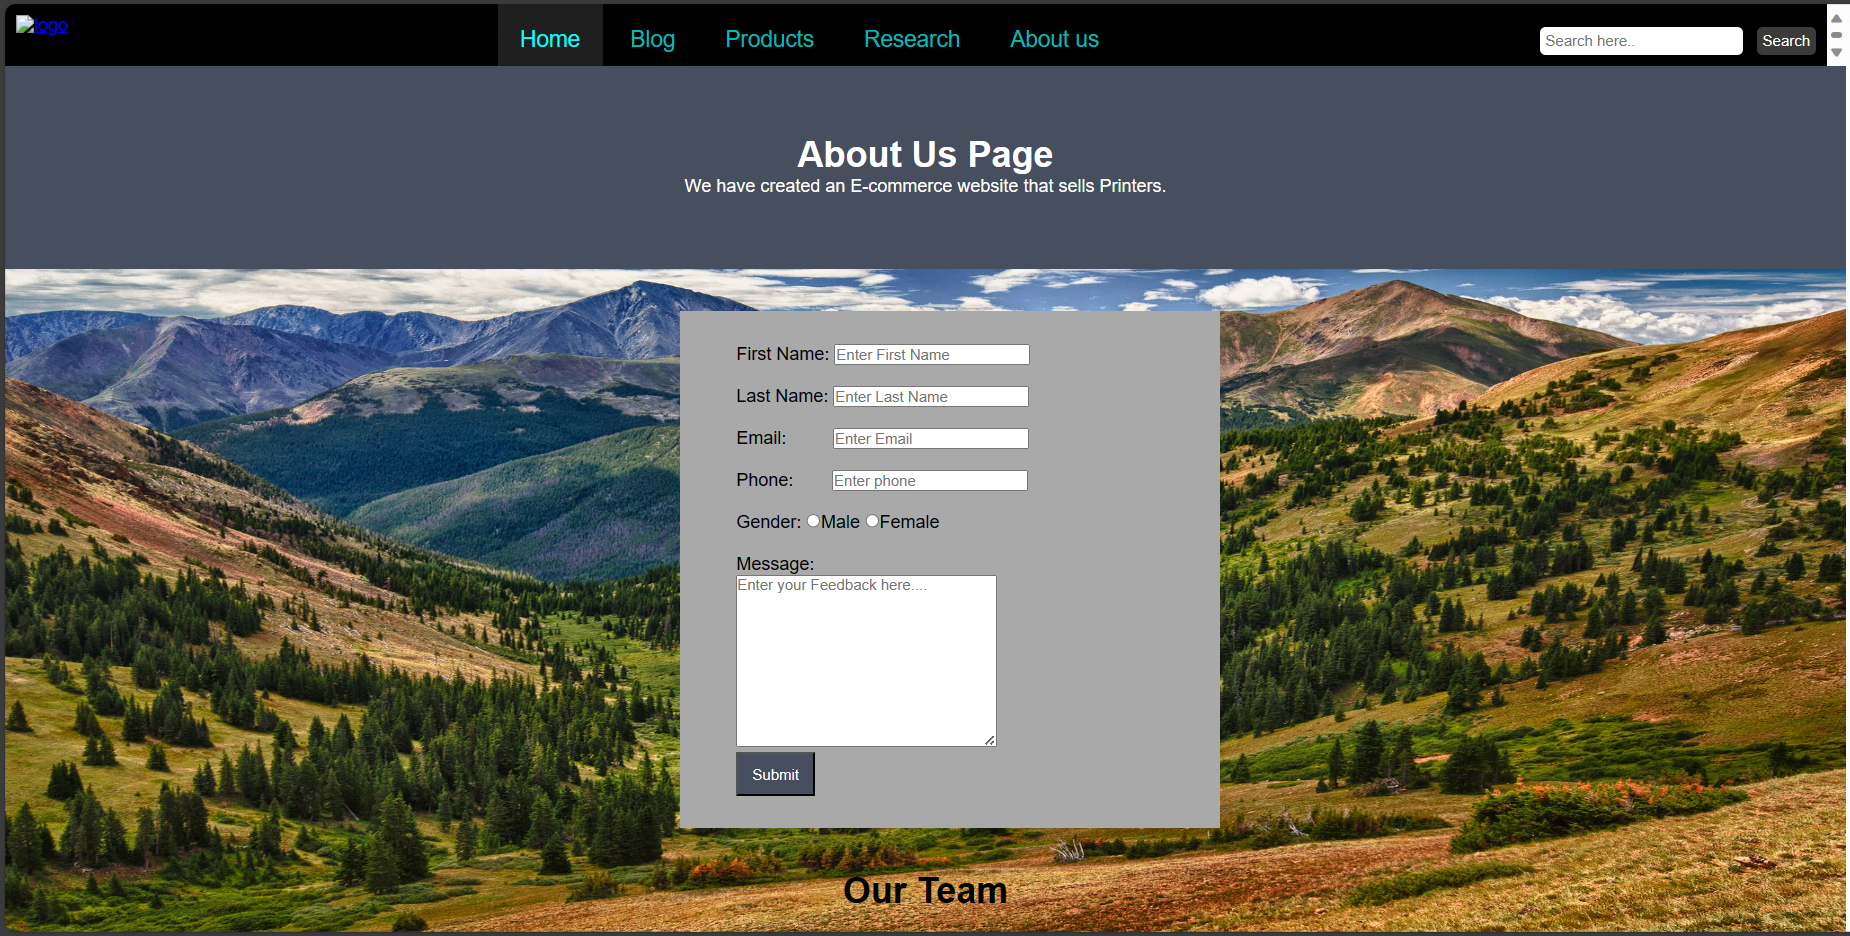 logo
Home Blog Products Research About us
Search here.. Search
About Us Page
We have created an E-commerce website that sells Printers.
First Name: Enter First Name
Last Name: Enter Last Name
Email: Enter Email
Phone: Enter phone
Gender: Male Female
Message:
Enter your Feedback here....
Submit
Our Team